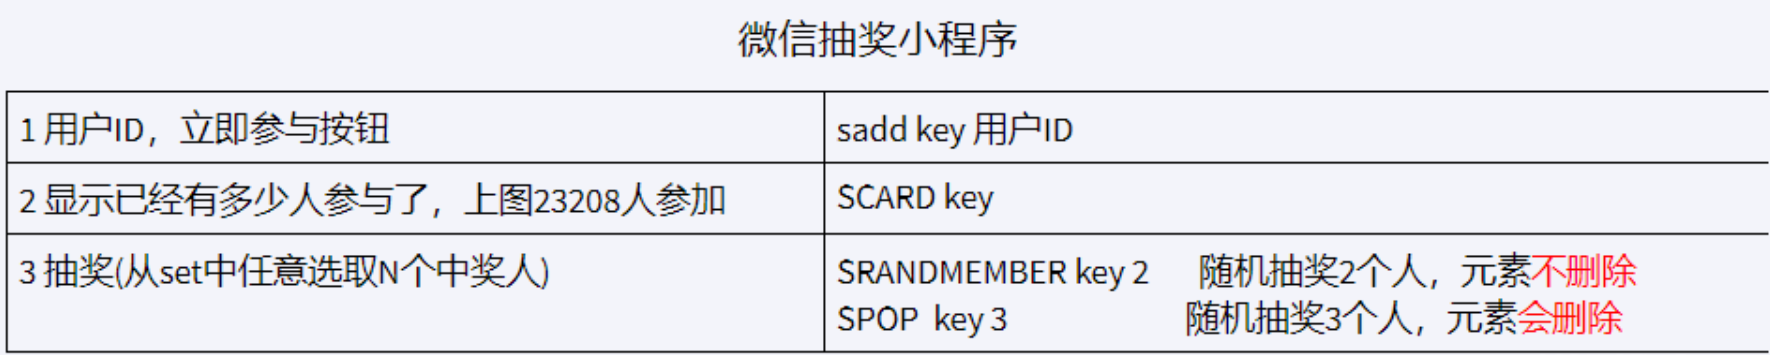 微信抽奖小程序
1 用户ID，立即参与按钮
sadd key 用户ID
2 显示已经有多少人参与了，上图23208人参加
SCARD key
3 抽奖(从set中任意选取N个中奖人)
SRANDMEMBER key 2 随机抽奖2个人，元素不删除
SPOP key 3 随机抽奖3个人，元素会删除